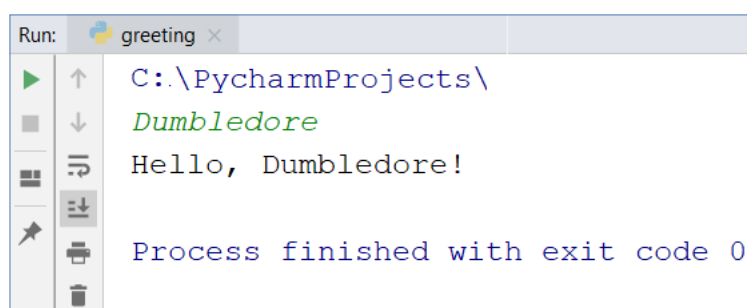 Run: greeting
C:\PycharmProjects\
Dumbledore
Hello, Dumbledore!
Process finished with exit code 0